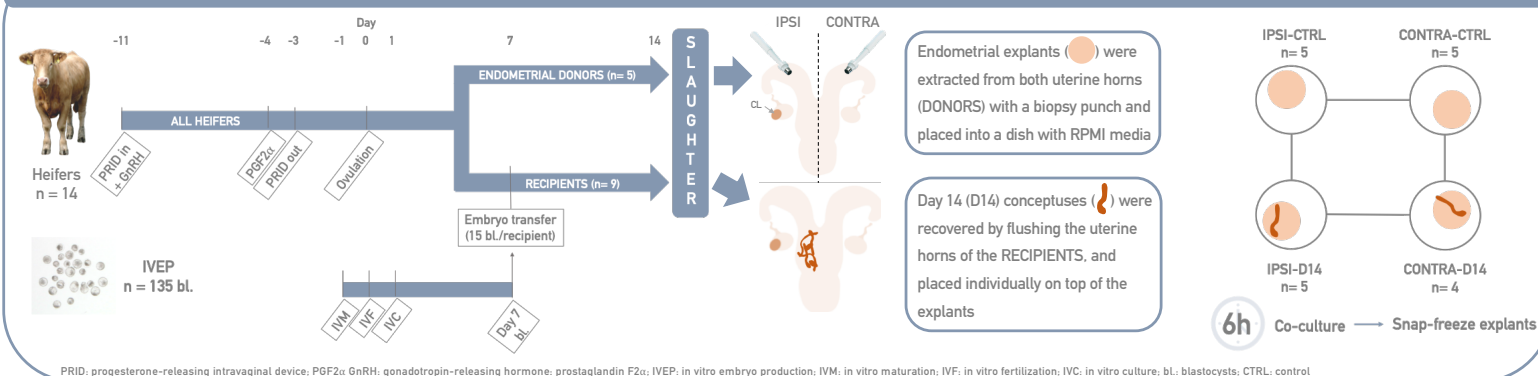 Day
-11
-4
-3
-1
0
1
7
14
ALL HEIFERS
ENDOMETRIAL DONORS (n= 5)
RECIPIENTS (n= 9)
PRID in
+ GnRH
PGF2α
PRID out
Ovulation
Heifers
n = 14
Embryo transfer
(15 bl./recipient)
IVEP
n = 135 bl.
IVM
IVF
IVC
Day 7
bl.
S
L
A
U
G
H
T
E
R
IPSI
CONTRA
CL
Endometrial explants ( ) were
extracted from both uterine horns
(DONORS) with a biopsy punch and
placed into a dish with RPMI media
Day 14 (D14) conceptuses ( ) were
recovered by flushing the uterine
horns of the RECIPIENTS, and
placed individually on top of the
explants
IPSI-CTRL
n= 5
CONTRA-CTRL
n= 5
IPSI-D14
n= 5
CONTRA-D14
n= 4
6h
Co-culture
Snap-freeze explants
PRID: progesterone-releasing intravaginal device; PGF2α GnRH: gonadotropin-releasing hormone: prostaglandin F2α; IVEP: in vitro embryo production; IVM: in vitro maturation; IVF: in vitro fertilization; IVC: in vitro culture; bl.: blastocysts; CTRL: control